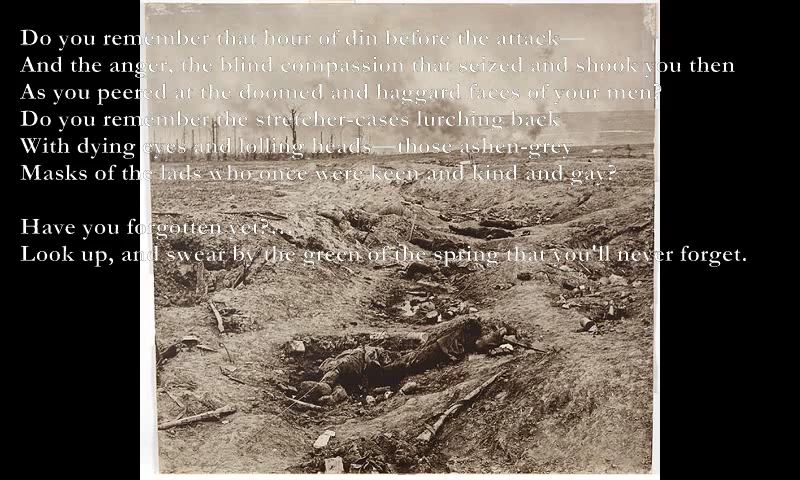 Do you remember that hour of din before the attack—
And the anger, the blind compassion that seized and shook you then
As you peered at the doomed and haggard faces of your men?
Do you remember the stretcher-cases lurching back
With dying eyes and lolling heads—those ashen-grey
Masks of the lads who once were keen and kind and gay?
Have you forgotten yet?...
Look up, and swear by the green of the spring that you'll never forget.